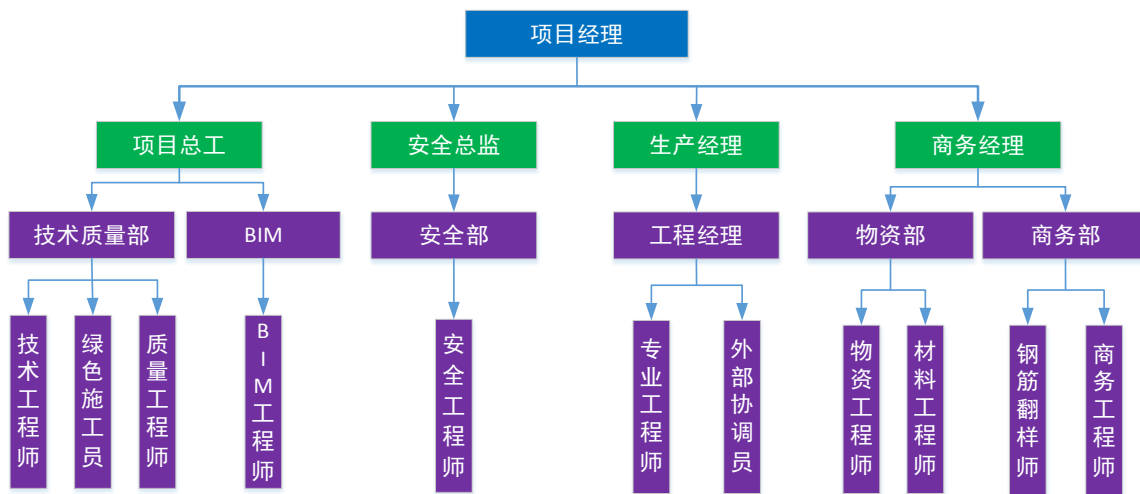 项目经理
项目总工
安全总监
生产经理
商务经理
技术质量部
BIM
安全部
工程经理
物资部
商务部
技术工程师
绿色施工员
质量工程师
BIM工程师
安全工程师
专业工程师
外部协调员
物资工程师
材料工程师
钢筋翻样师
商务工程师